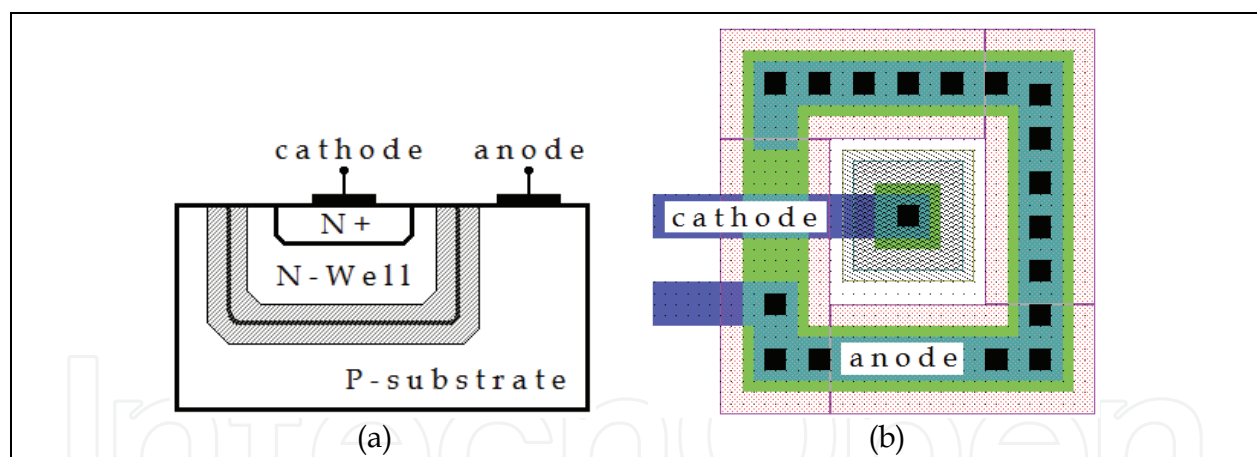 cathode anode
N+
N-Well
P-substrate
(a)
cathode
anode
(b)